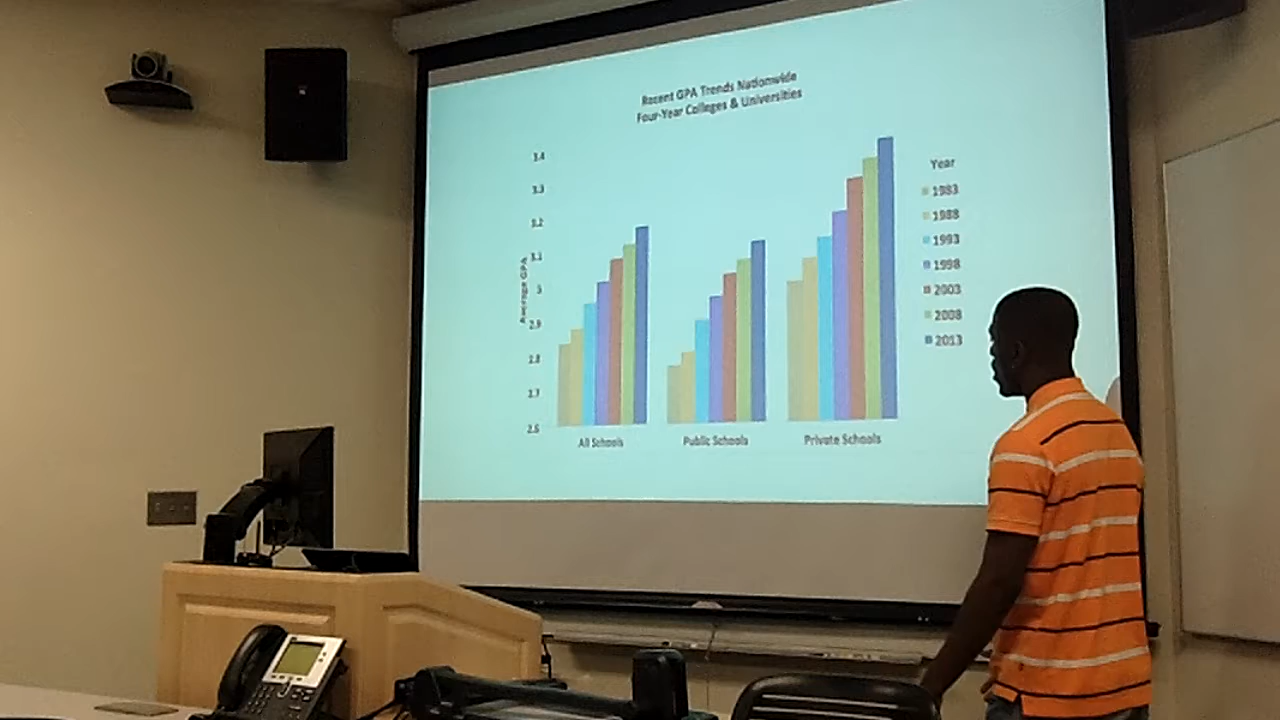 Recent GPA Trends Nationwide
Four-Year Colleges & Universities
Average GPA
3.4
3.3
3.2
3.1
3
2.9
2.8
2.7
2.6
All Schools
Public Schools
Private Schools
Year
1983
1988
1993
1998
2003
2008
2013